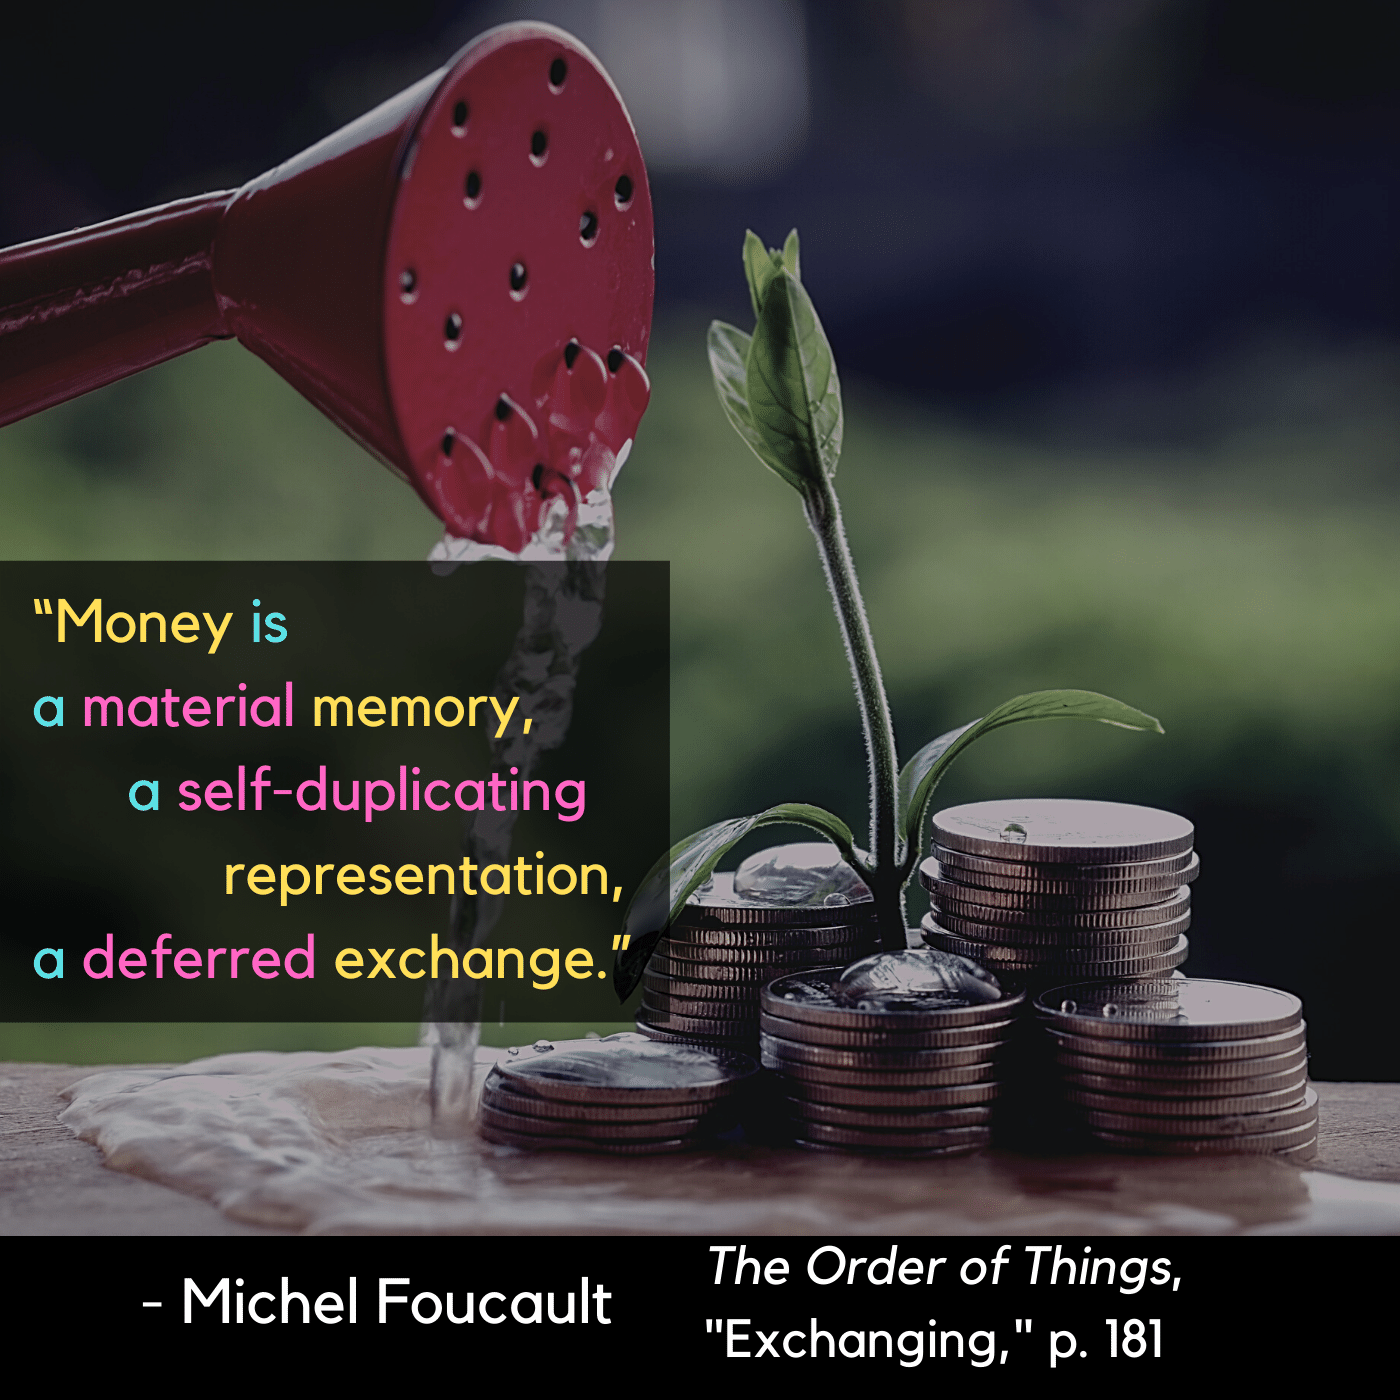 “Money is
a material memory,
a self-duplicating
representation,
a deferred exchange.”
- Michel Foucault
The Order of Things,
"Exchanging," p. 181